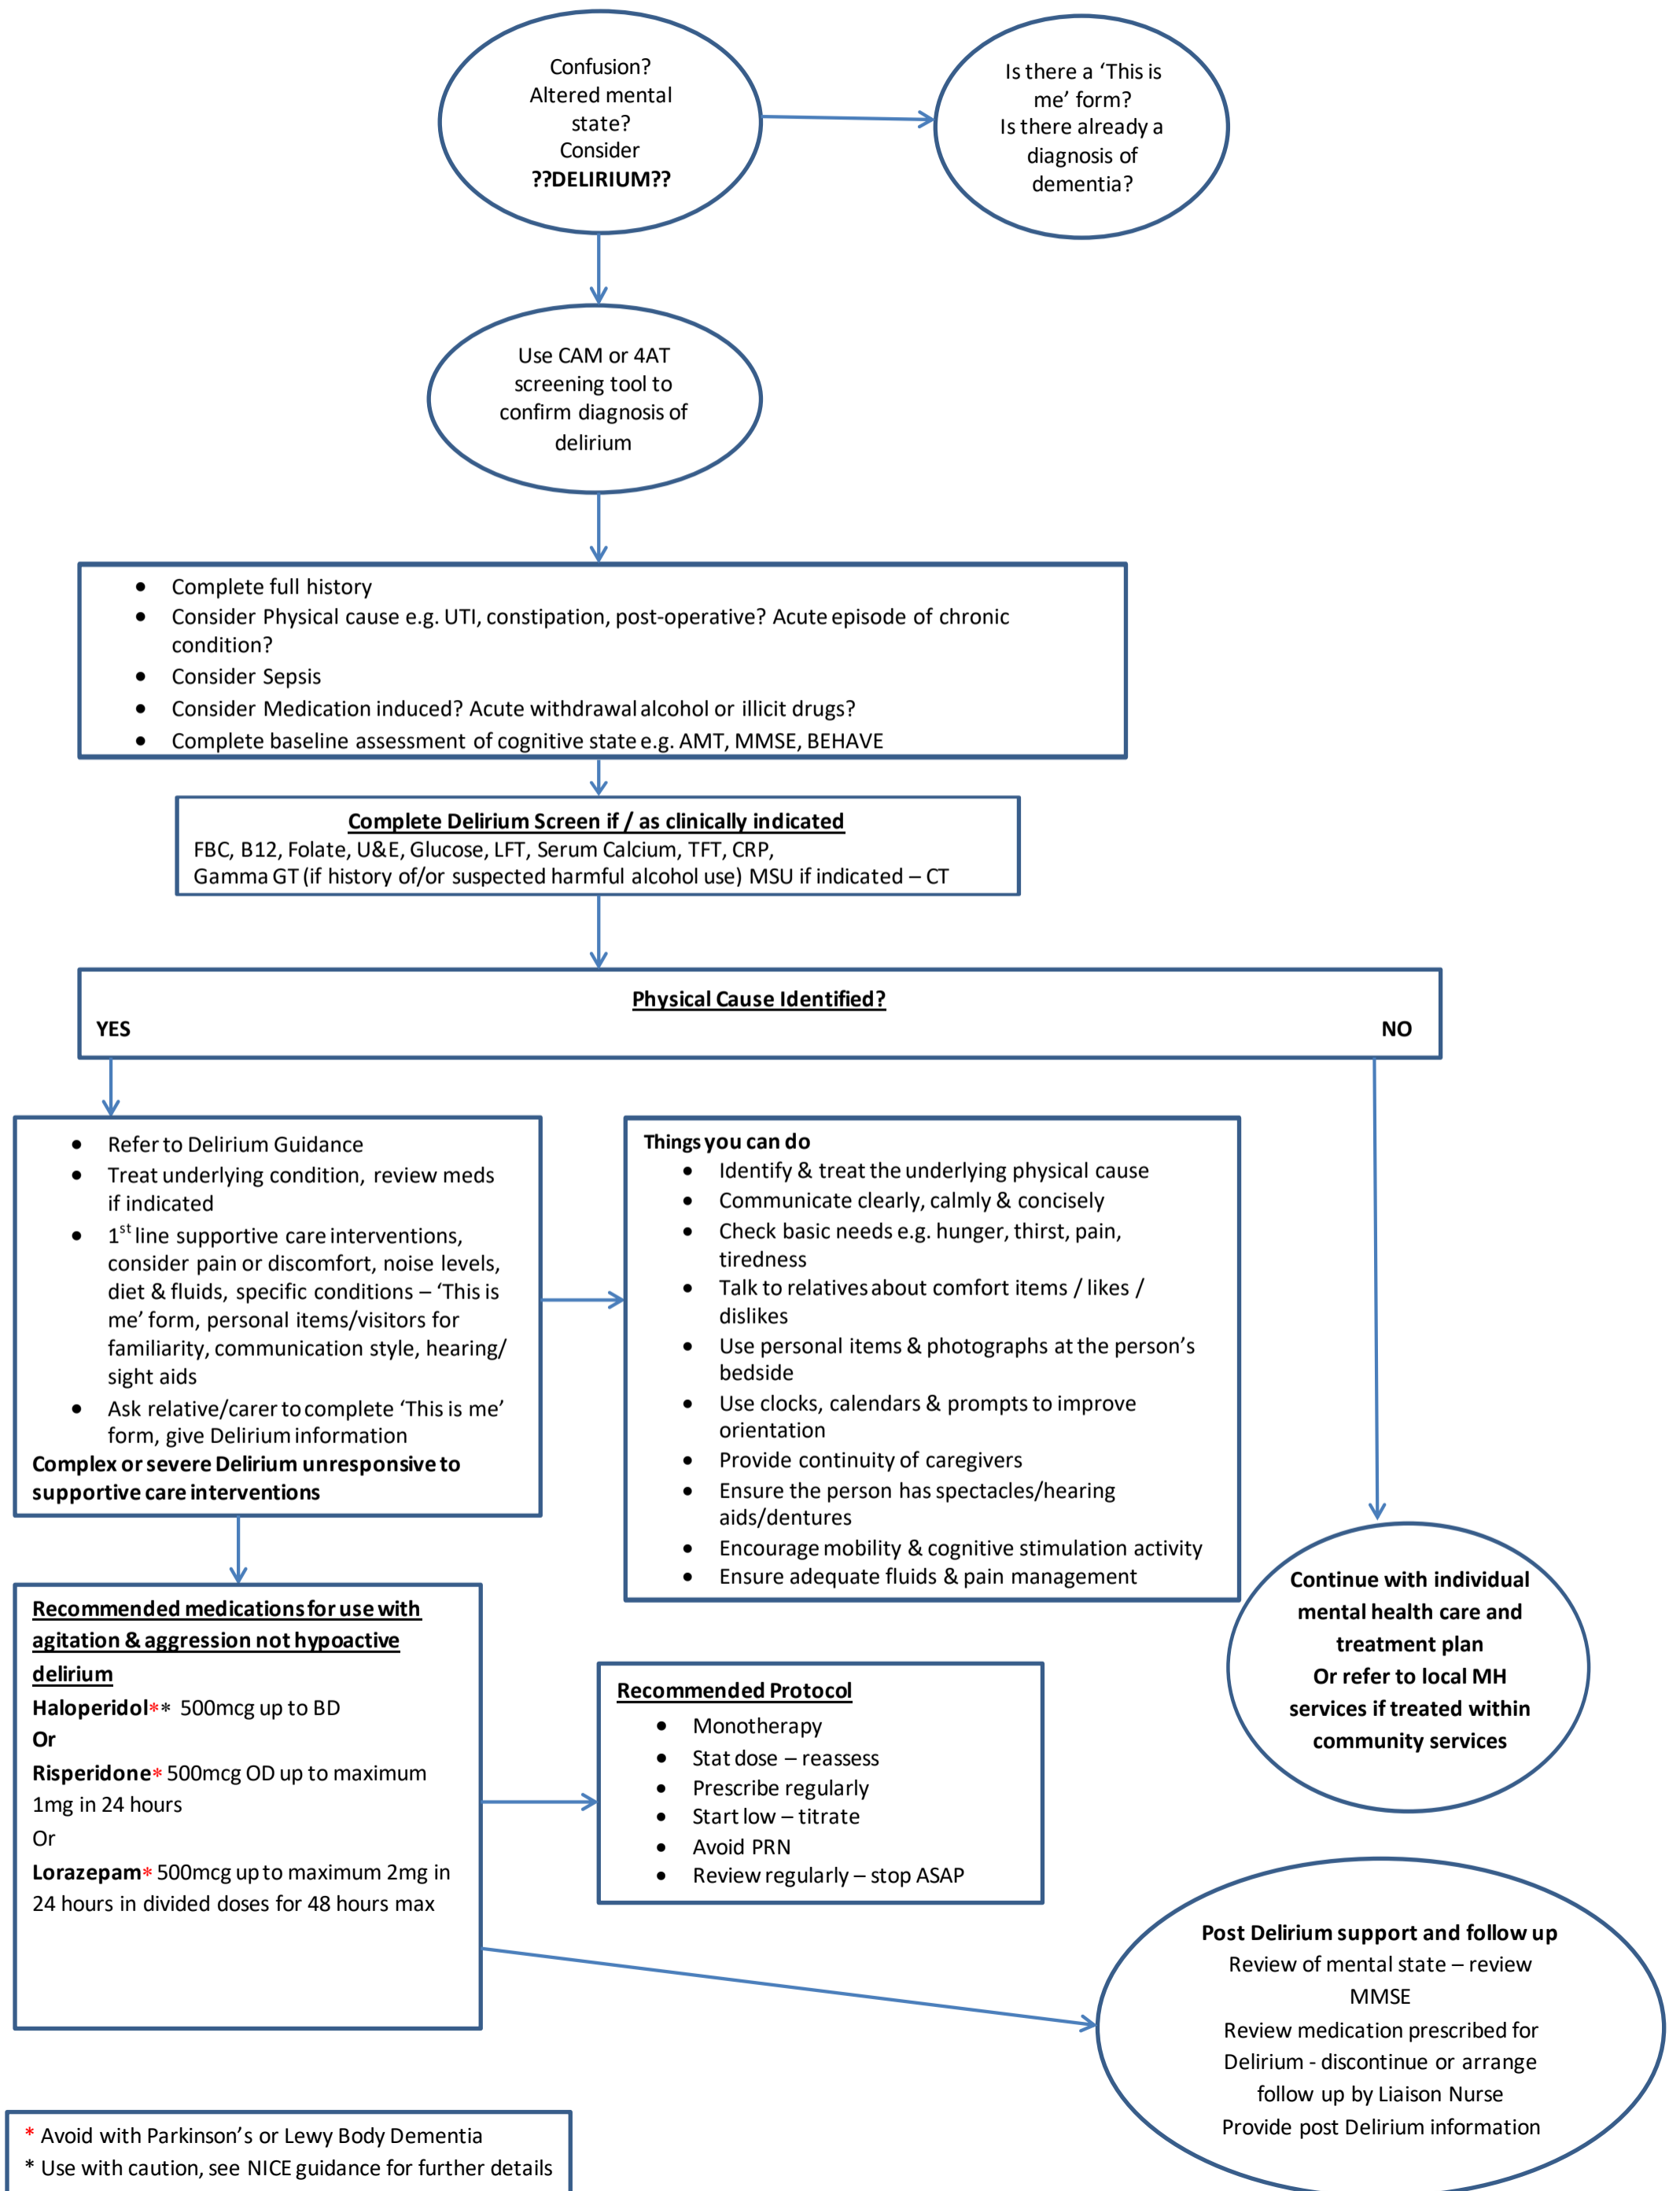 Confusion?
Altered mental
state?
Consider
??DELIRIUM??
Is there a ‘This is
me’ form?
Is there already a
diagnosis of
dementia?
Use CAM or 4AT
screening tool to
confirm diagnosis of
delirium
• Complete full history
• Consider Physical cause e.g. UTI, constipation, post-operative? Acute episode of chronic
condition?
• Consider Sepsis
• Consider Medication induced? Acute withdrawal alcohol or illicit drugs?
• Complete baseline assessment of cognitive state e.g. AMT, MMSE, BEHAVE
Complete Delirium Screen if / as clinically indicated
FBC, B12, Folate, U&E, Glucose, LFT, Serum Calcium, TFT, CRP,
Gamma GT (if history of/or suspected harmful alcohol use) MSU if indicated – CT
Physical Cause Identified?
YES NO
• Refer to Delirium Guidance
• Treat underlying condition, review meds
if indicated
• 1st line supportive care interventions,
consider pain or discomfort, noise levels,
diet & fluids, specific conditions – ‘This is
me’ form, personal items/visitors for
familiarity, communication style, hearing/
sight aids
• Ask relative/carer to complete ‘This is me’
form, give Delirium information
Complex or severe Delirium unresponsive to
supportive care interventions
Things you can do
• Identify & treat the underlying physical cause
• Communicate clearly, calmly & concisely
• Check basic needs e.g. hunger, thirst, pain,
tiredness
• Talk to relatives about comfort items / likes /
dislikes
• Use personal items & photographs at the person’s
bedside
• Use clocks, calendars & prompts to improve
orientation
• Provide continuity of caregivers
• Ensure the person has spectacles/hearing
aids/dentures
• Encourage mobility & cognitive stimulation activity
• Ensure adequate fluids & pain management
Continue with individual
mental health care and
treatment plan
Or refer to local MH
services if treated within
community services
Recommended medications for use with
agitation & aggression not hypoactive
delirium
Haloperidol** 500mcg up to BD
Or
Risperidone* 500mcg OD up to maximum
1mg in 24 hours
Or
Lorazepam* 500mcg up to maximum 2mg in
24 hours in divided doses for 48 hours max
Recommended Protocol
• Monotherapy
• Stat dose – reassess
• Prescribe regularly
• Start low – titrate
• Avoid PRN
• Review regularly – stop ASAP
Post Delirium support and follow up
Review of mental state – review
MMSE
Review medication prescribed for
Delirium - discontinue or arrange
follow up by Liaison Nurse
Provide post Delirium information
* Avoid with Parkinson’s or Lewy Body Dementia
* Use with caution, see NICE guidance for further details